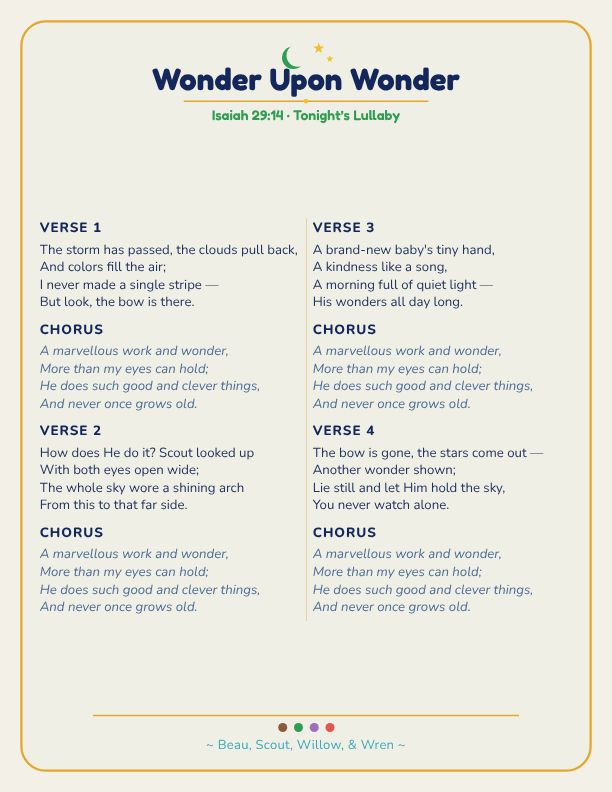 Wonder Upon Wonder
Isaiah 29:14 · Tonight's Lullaby
VERSE 1
The storm has passed, the clouds pull back,
And colors fill the air;
I never made a single stripe —
But look, the bow is there.
CHORUS
A marvellous work and wonder,
More than my eyes can hold;
He does such good and clever things,
And never once grows old.
VERSE 2
How does He do it? Scout looked up
With both eyes open wide;
The whole sky wore a shining arch
From this to that far side.
CHORUS
A marvellous work and wonder,
More than my eyes can hold;
He does such good and clever things,
And never once grows old.
VERSE 3
A brand-new baby's tiny hand,
A kindness like a song,
A morning full of quiet light —
His wonders all day long.
CHORUS
A marvellous work and wonder,
More than my eyes can hold;
He does such good and clever things,
And never once grows old.
VERSE 4
The bow is gone, the stars come out —
Another wonder shown;
Lie still and let Him hold the sky,
You never watch alone.
CHORUS
A marvellous work and wonder,
More than my eyes can hold;
He does such good and clever things,
And never once grows old.
~ Beau, Scout, Willow, & Wren ~